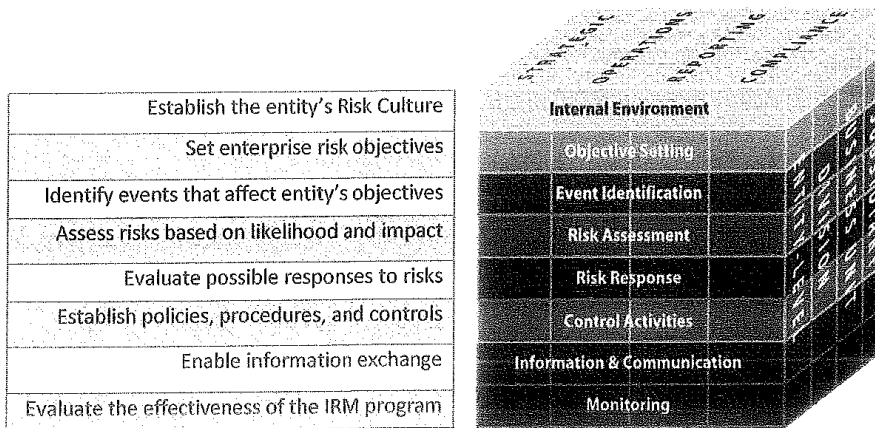 STRATEGIC
OPERATIONS
REPORTING
COMPLIANCE
Establish the entity's Risk Culture
Internal Environment
Set enterprise risk objectives
Objective Setting
Identify events that affect entity's objectives
Event Identification
Assess risks based on likelihood and impact
Risk Assessment
Evaluate possible responses to risks
Risk Response
Establish policies, procedures, and controls
Control Activities
Enable information exchange
Information & Communication
Evaluate the effectiveness of the IRM program
Monitoring
DIVISION
BUSINESS UNIT